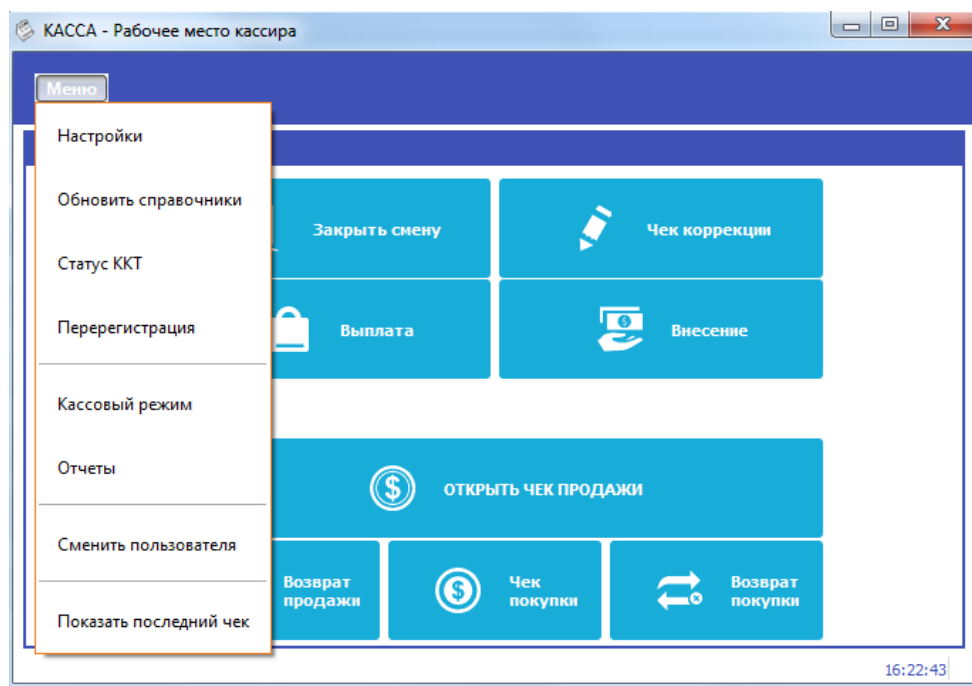 КАССА - Рабочее место кассира
Меню
Настройки
Обновить справочники
Статус ККТ
Перерегистрация
Кассовый режим
Отчеты
Сменить пользователя
Показать последний чек
Закрыть смену
Чек коррекции
Выплата
Внесение
ОТКРЫТЬ ЧЕК ПРОДАЖИ
Возврат
продажи
Чек
покупки
Возврат
покупки
16:22:43